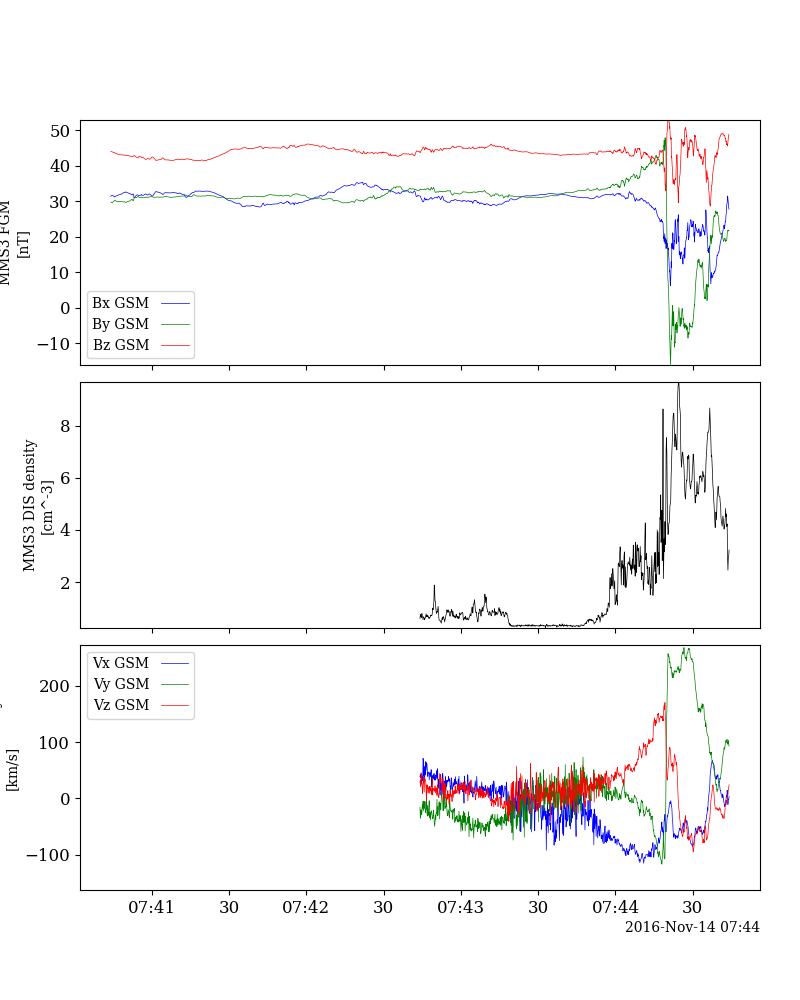 50
40
30
20
10
0
−10
MMS3 FGM
[nT]
Bx GSM
By GSM
Bz GSM
8
6
4
2
MMS3 DIS density
[cm^-3]
200
100
0
−100
[km/s]
Vx GSM
Vy GSM
Vz GSM
07:41 30 07:42 30 07:43 30 07:44 30
2016-Nov-14 07:44